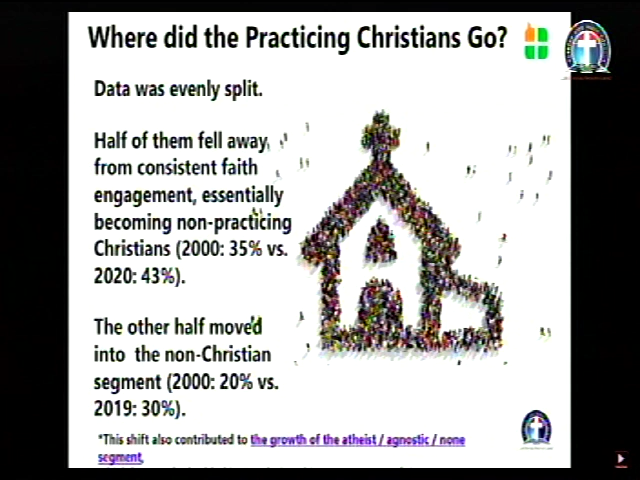 Where did the Practicing Christians Go?
Data was evenly split.
Half of them fell away
from consistent faith
engagement, essentially
becoming non-practicing
Christians (2000: 35% vs.
2020: 43%).
The other half moved
into the non-Christian
segment (2000: 20% vs.
2019: 30%).
*This shift also contributed to the growth of the atheist / agnostic / none
segment,